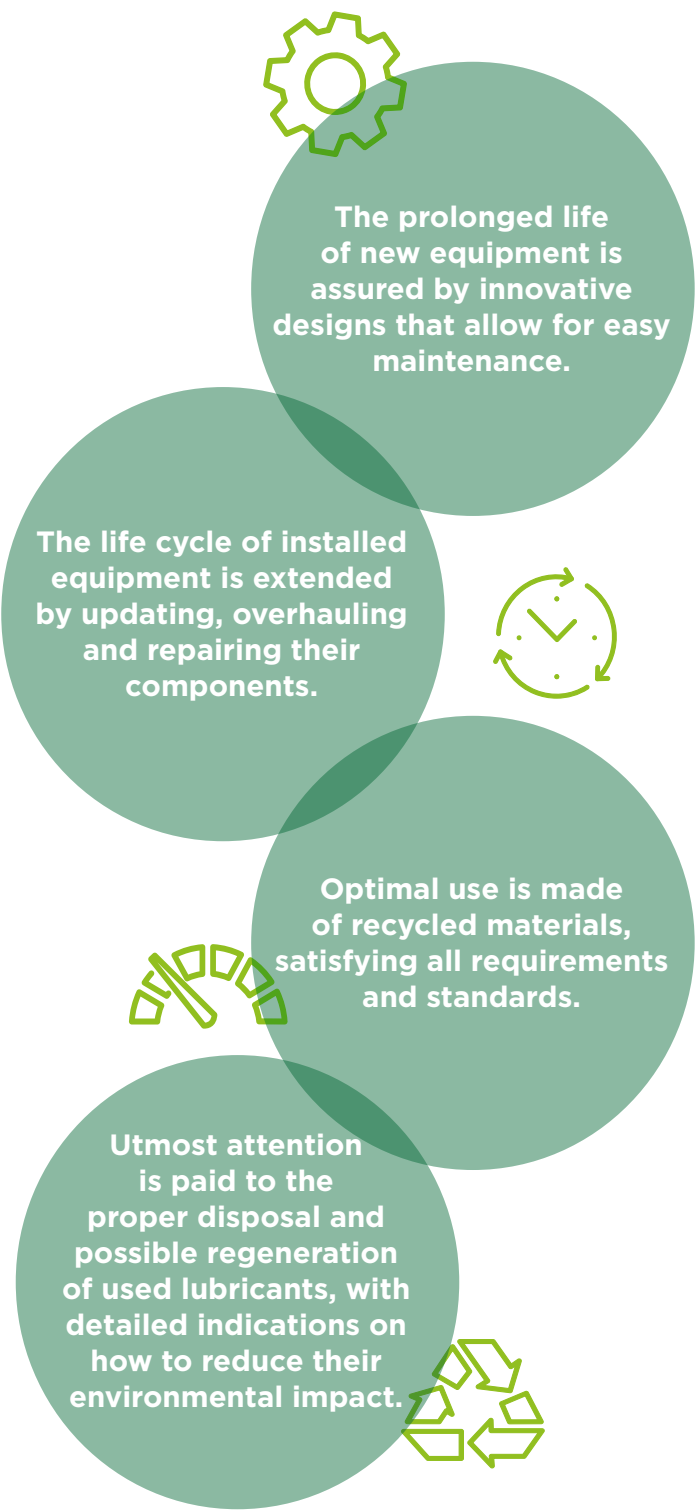 The prolonged life
of new equipment is
assured by innovative
designs that allow for easy
maintenance.
The life cycle of installed
equipment is extended
by updating, overhauling
and repairing their
components.
Optimal use is made
of recycled materials,
satisfying all requirements
and standards.
Utmost attention
is paid to the
proper disposal and
possible regeneration
of used lubricants, with
detailed indications on
how to reduce their
environmental impact.